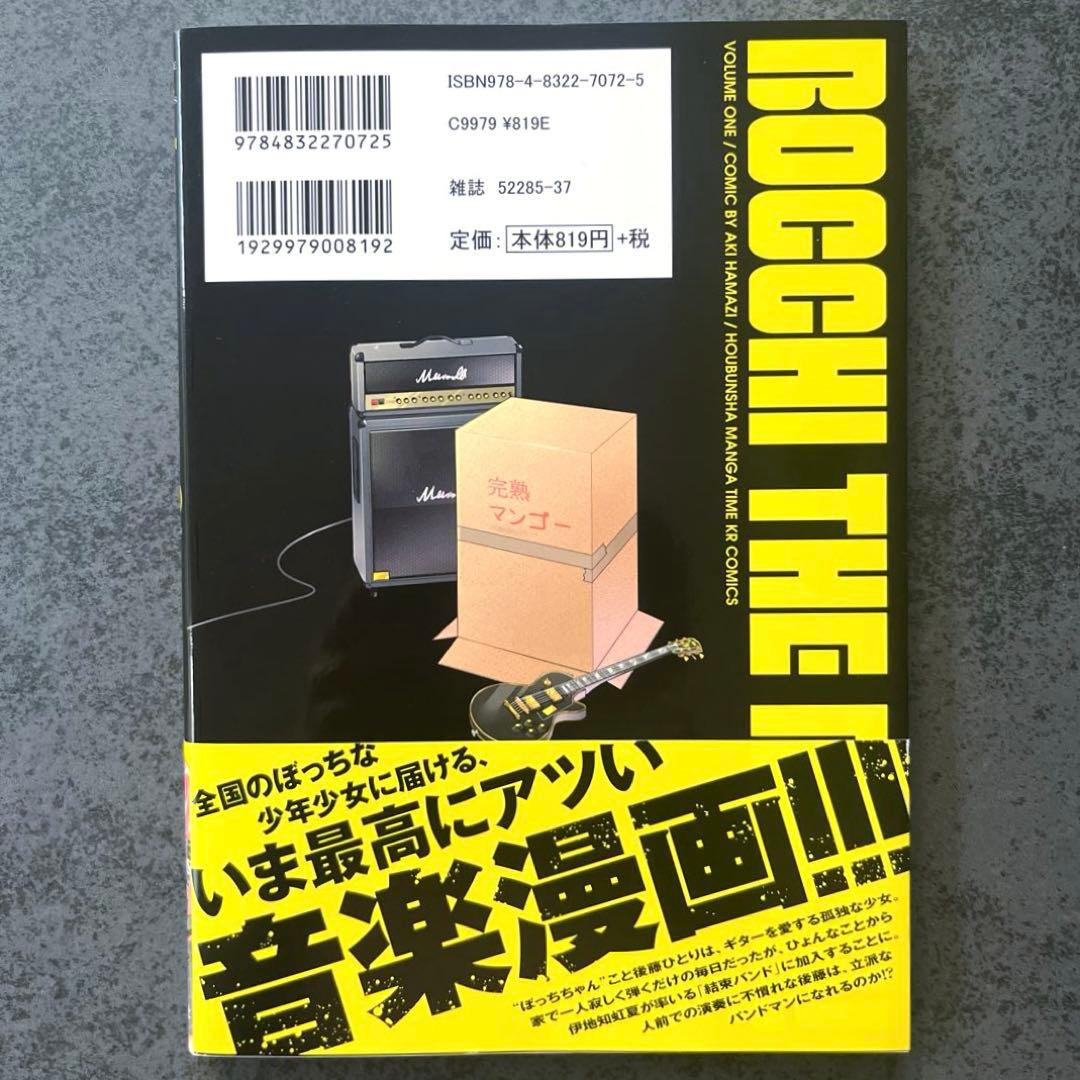 9784832270725
ISBN978-4-8322-7072-5
C9979 ¥819E
1929979008192
雑誌 52285-37
定価：本体819円+税
BOCCHI THE
VOLUME ONE / COMIC BY AKI HAMAZI / HOUBUNSHA MANGA TIME KR COMICS
完熟
マンゴー
全国のぼっちな
少年少女に届ける、
いま最高にアツい
音楽漫画!!!!
“ぼっちちゃん”こと後藤ひとりは、ギターを愛する孤独な少女。
家で一人寂しく弾くだけの毎日だったが、ひょんなことから
伊地知虹夏が率いる「結束バンド」に加入することに。
人前での演奏に不慣れな後藤は、立派な
バンドマンになれるのか!?